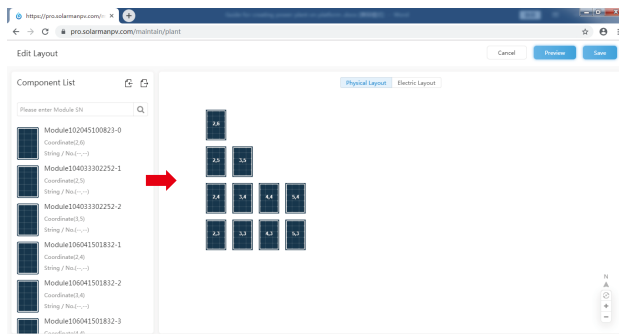 https://pro.solarmanpv.com/m
pro.solarmanpv.com/maintain/plant
Edit Layout
Cancel
Preview
Save
Component List
Physical Layout
Electric Layout
Please enter Module SN
Module102045100823-0
Coordinate(2,6)
String / No.(--,--)
Module104033302252-1
Coordinate(2,5)
String / No.(--,--)
Module104033302252-2
Coordinate(3,5)
String / No.(--,--)
Module106041501832-1
Coordinate(2,4)
String / No.(--,--)
Module106041501832-2
Coordinate(3,4)
String / No.(--,--)
Module106041501832-3
2,6
2,5 3,5
2,4 3,4 4,4 5,4
2,3 3,3 4,3 5,3
N